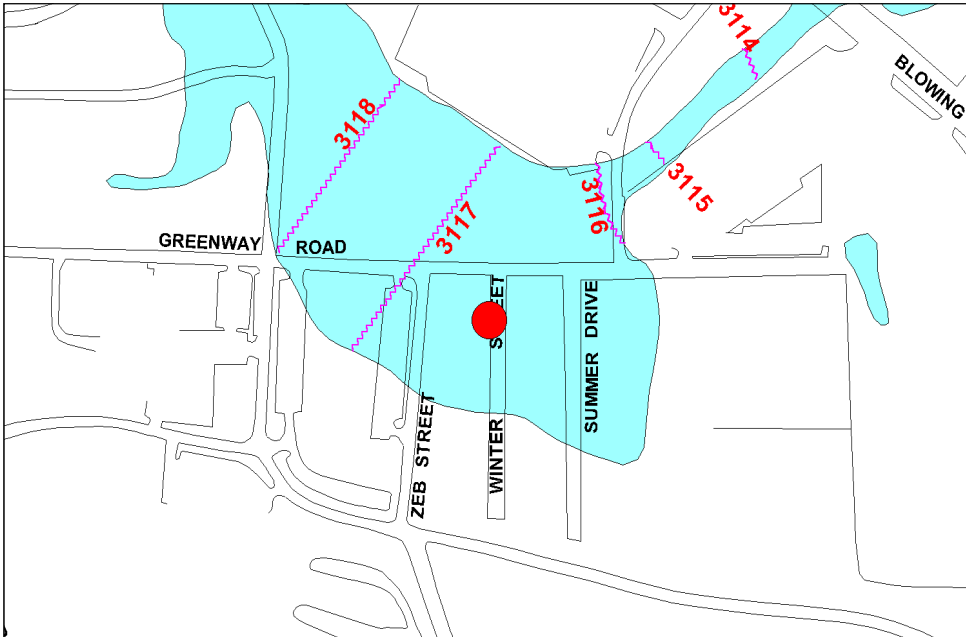 3114
BLOWING
3118
3117
3116
3115
GREENWAY ROAD
ZEB STREET
WINTER
SUMMER DRIVE